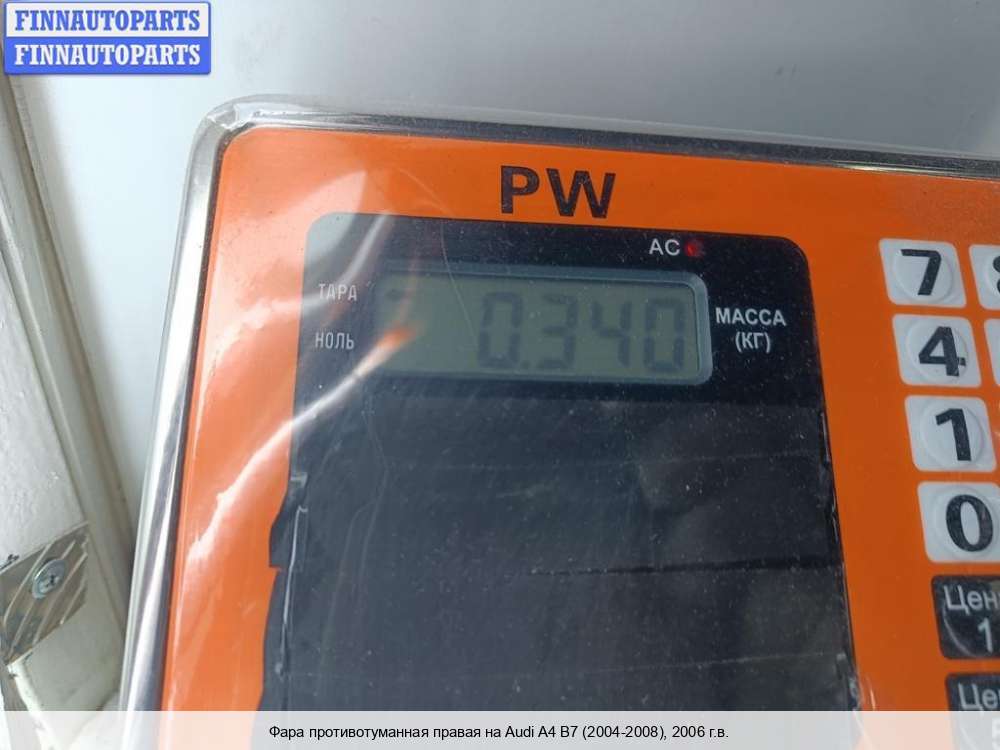 FINNAUTOPARTS
FINNAUTOPARTS
PW
AC
ТАРА
НОЛЬ
0.340
МАССА
(КГ)
7
4
1
0
1
Фара противотуманная правая на Audi A4 B7 (2004-2008), 2006 г.в.